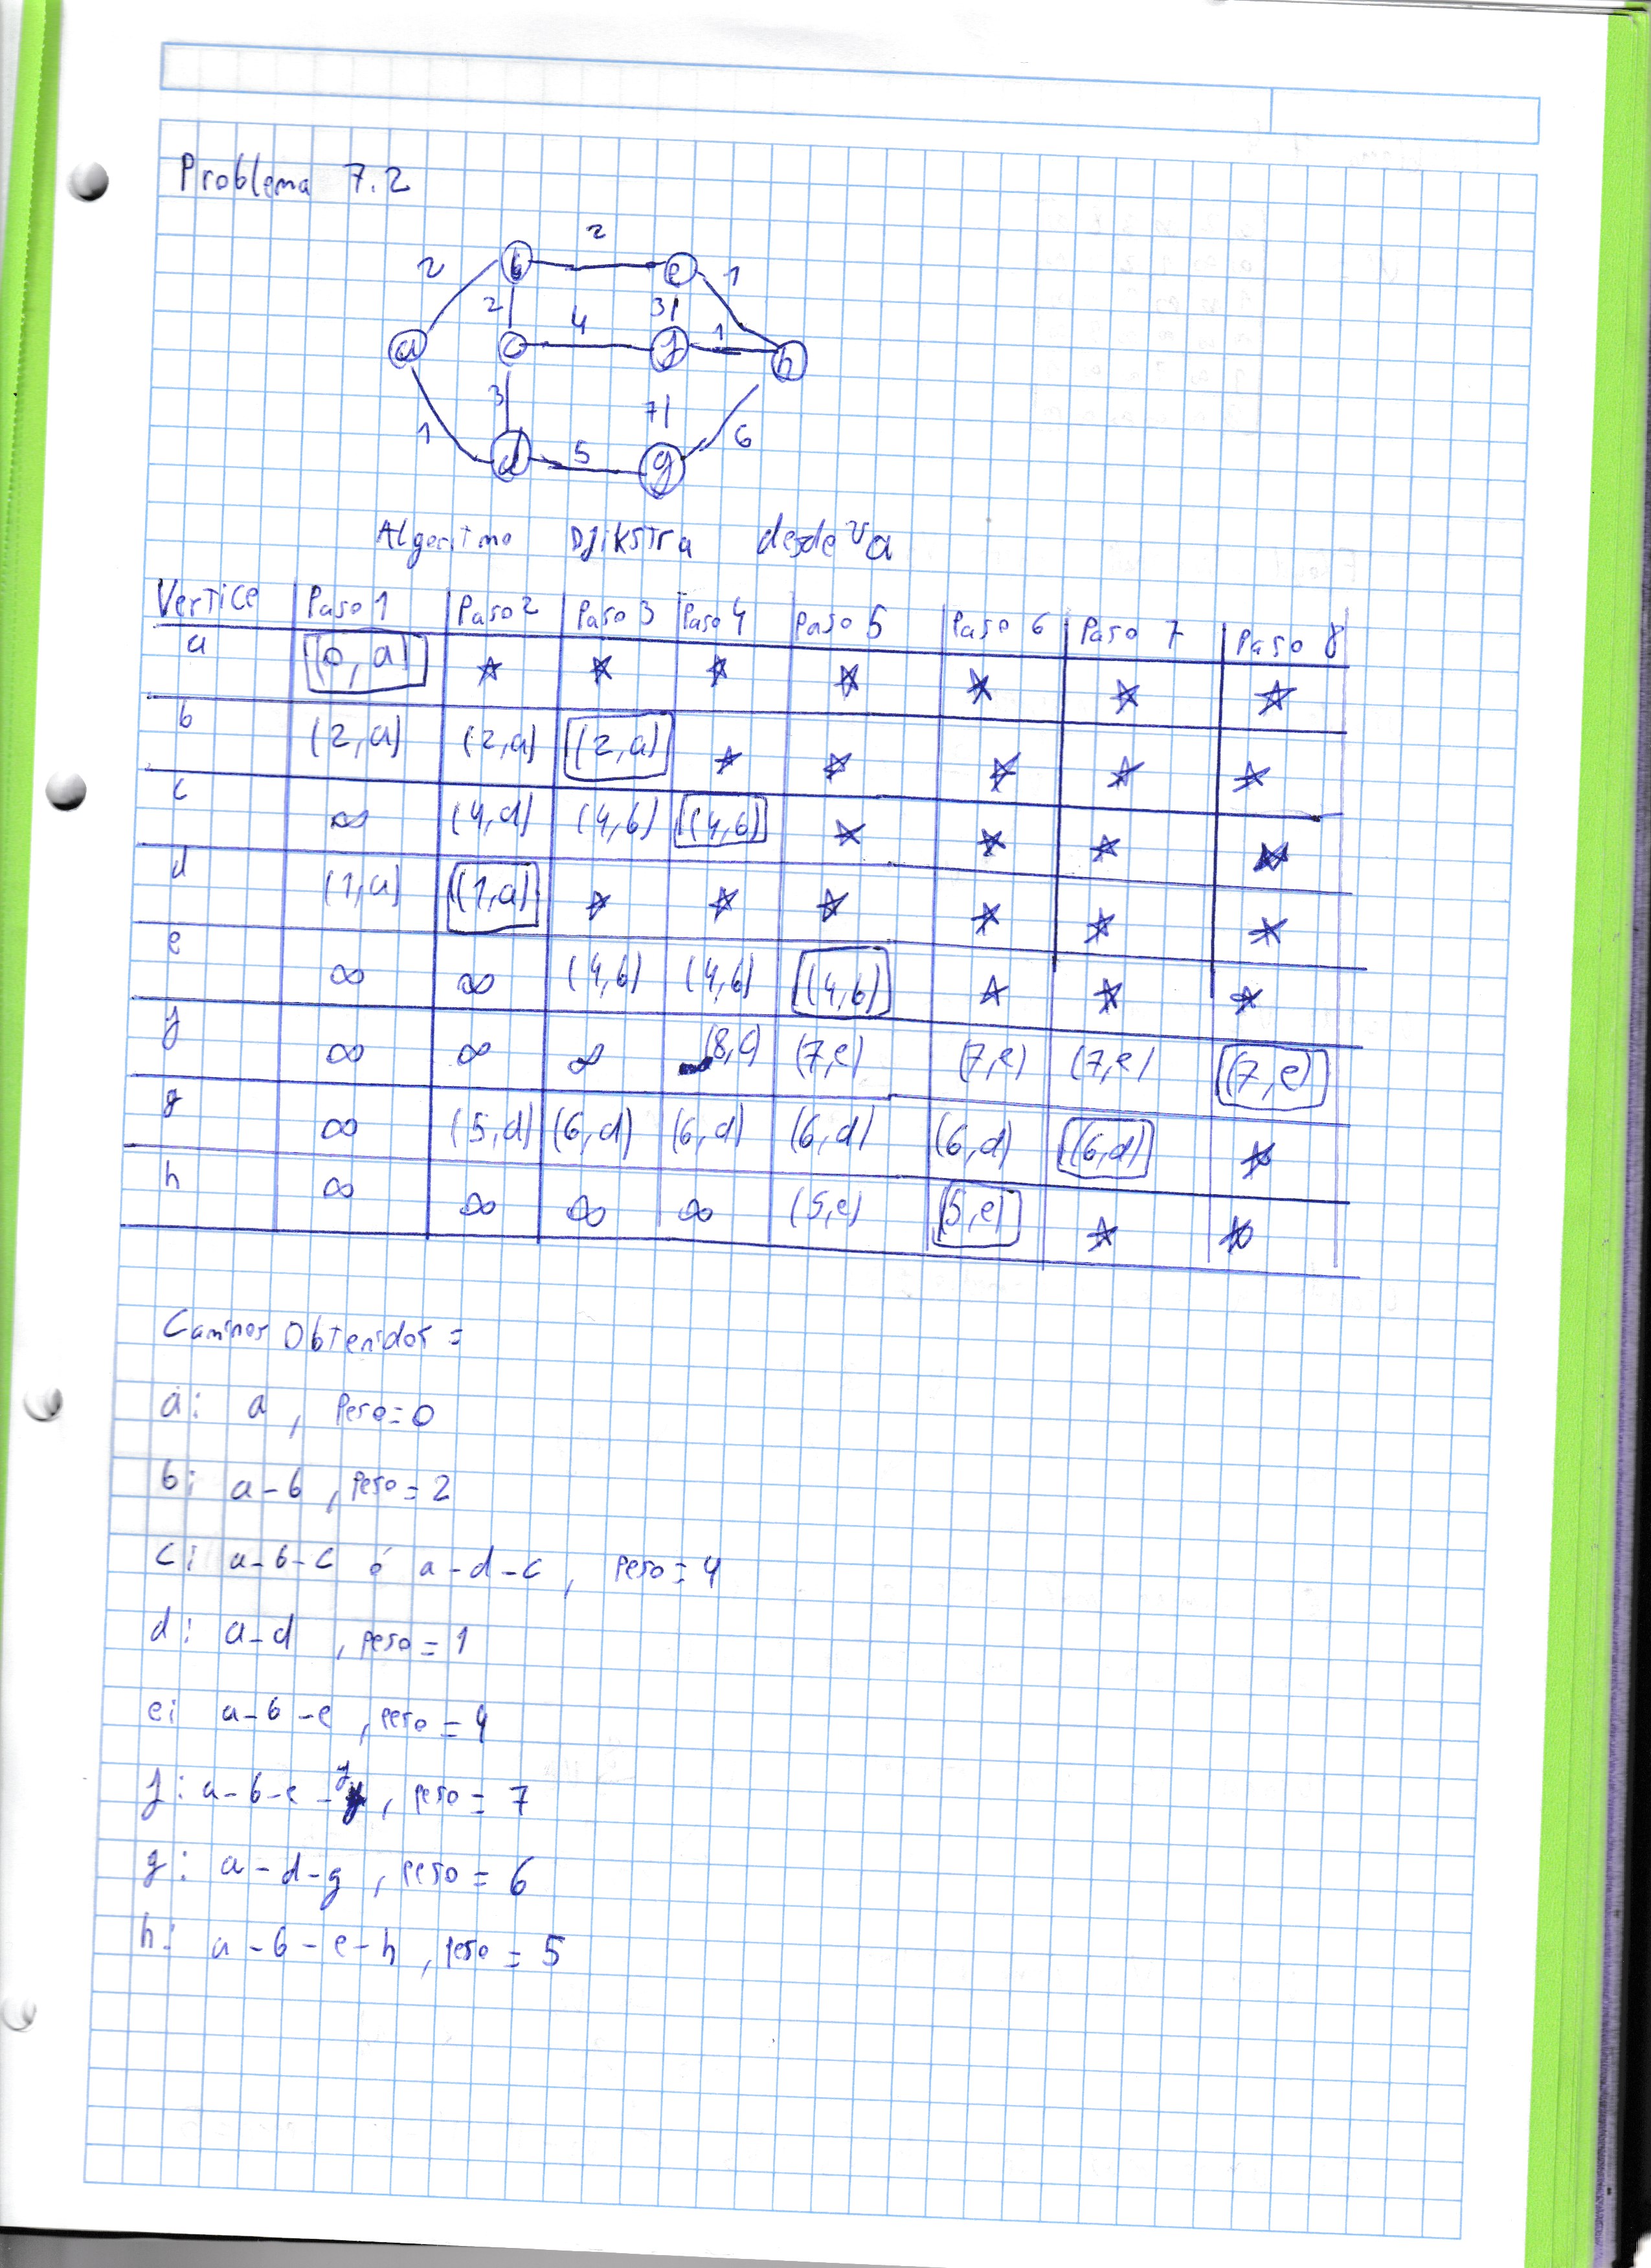 Problema 7.2
2
2 b e 1
2 4 3 1
a c f h
1 3 7 6
d 5 g
Algoritmo Djikstra desde va
Vertice Paso 1 Paso 2 Paso 3 Paso 4 Paso 5 Paso 6 Paso 7 Paso 8
a (0,a) * * * * * * *
b (2,a) (2,a) (2,a) * * * * *
c ∞ (4,d) (4,b) (4,b) * * * *
d (1,a) (1,a) * * * * * *
e ∞ ∞ (4,b) (4,b) (4,b) * * *
f ∞ ∞ ∞ (8,c) (7,e) (7,e) (7,e) (7,e)
g ∞ (5,d) (6,d) (6,d) (6,d) (6,d) (6,d) *
h ∞ ∞ ∞ ∞ (5,e) (5,e) * *
Caminos Obtenidos =
a: a, Peso=0
b: a-b, peso=2
c: a-b-c ó a-d-c, peso=4
d: a-d, peso=1
e: a-b-e, peso=4
f: a-b-e-f, peso=7
g: a-d-g, peso=6
h: a-b-e-h, peso=5